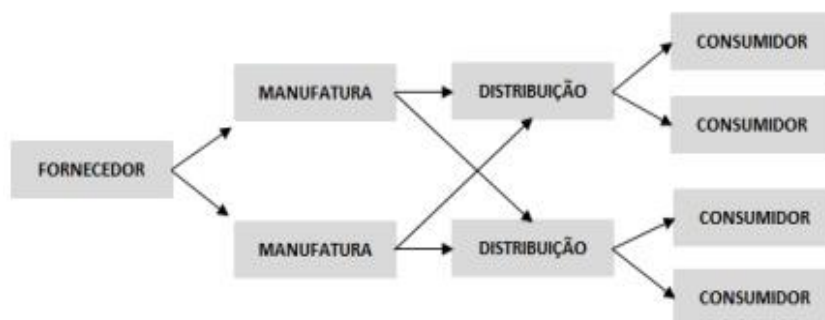 CONSUMIDOR
MANUFATURA
DISTRIBUIÇÃO
CONSUMIDOR
FORNECEDOR
CONSUMIDOR
MANUFATURA
DISTRIBUIÇÃO
CONSUMIDOR